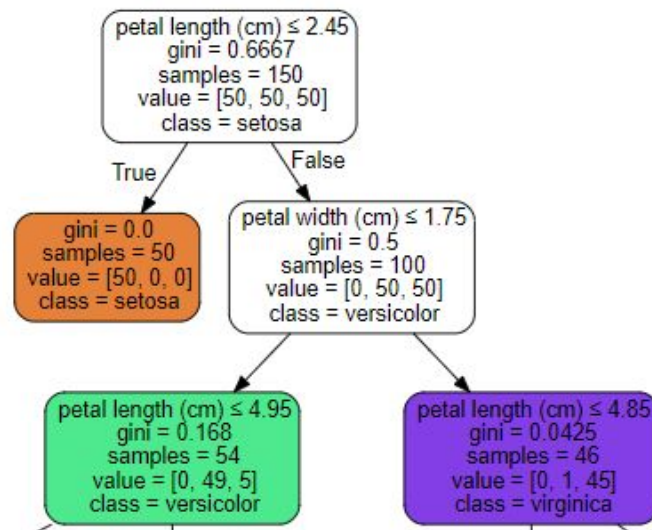 petal length (cm) ≤ 2.45
gini = 0.6667
samples = 150
value = [50, 50, 50]
class = setosa
True
False
gini = 0.0
samples = 50
value = [50, 0, 0]
class = setosa
petal width (cm) ≤ 1.75
gini = 0.5
samples = 100
value = [0, 50, 50]
class = versicolor
petal length (cm) ≤ 4.95
gini = 0.168
samples = 54
value = [0, 49, 5]
class = versicolor
petal length (cm) ≤ 4.85
gini = 0.0425
samples = 46
value = [0, 1, 45]
class = virginica